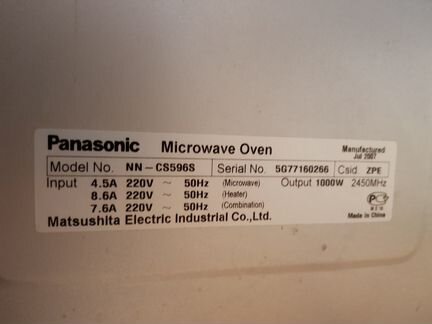 Panasonic Microwave Oven
Manufactured
Jul 2007
Model No. NN-CS596S Serial No. 5G77160266 Csid. ZPE
Input 4.5A 220V ~ 50Hz (Microwave) Output 1000W 2450MHz
8.6A 220V ~ 50Hz (Heater)
7.6A 220V ~ 50Hz (Combination)
Matsushita Electric Industrial Co.,Ltd.
Made in China